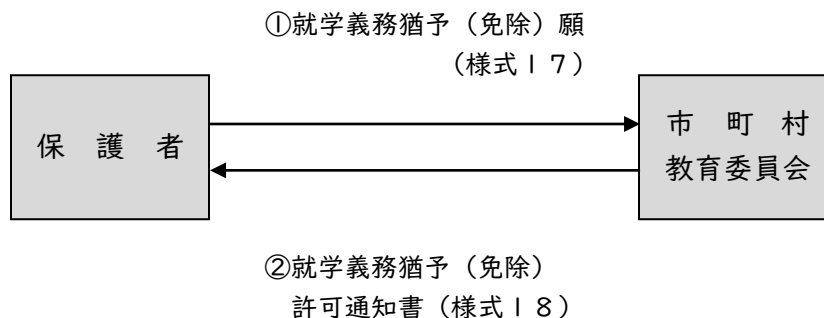 ①就学義務猶予（免除）願
（様式１７）
保　護　者
市　町　村
教育委員会
②就学義務猶予（免除）
許可通知書（様式１８）